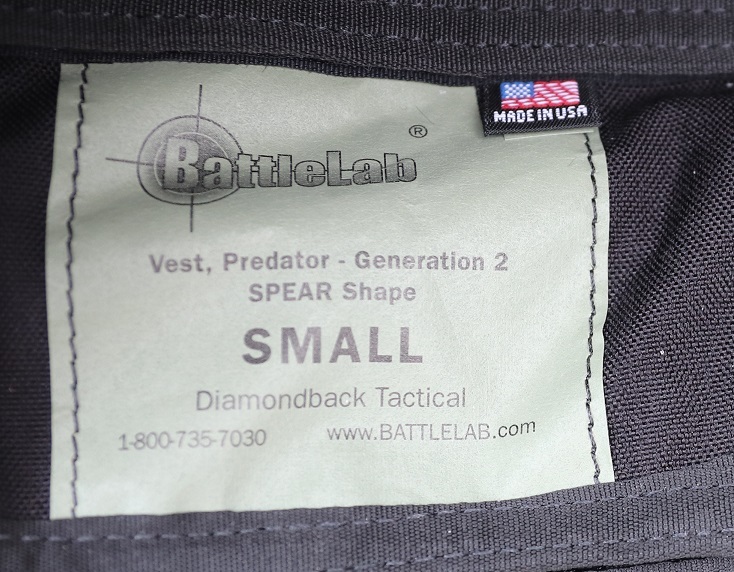 MADE IN USA
BattleLab®
Vest, Predator - Generation 2
SPEAR Shape
SMALL
Diamondback Tactical
1-800-735-7030 www.BATTLELAB.com